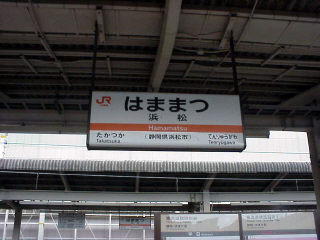 JR
はままつ
浜松
Hamamatsu
たかつか (静岡県浜松市) てんりゅうがわ
Takatsuka Tenryūgawa